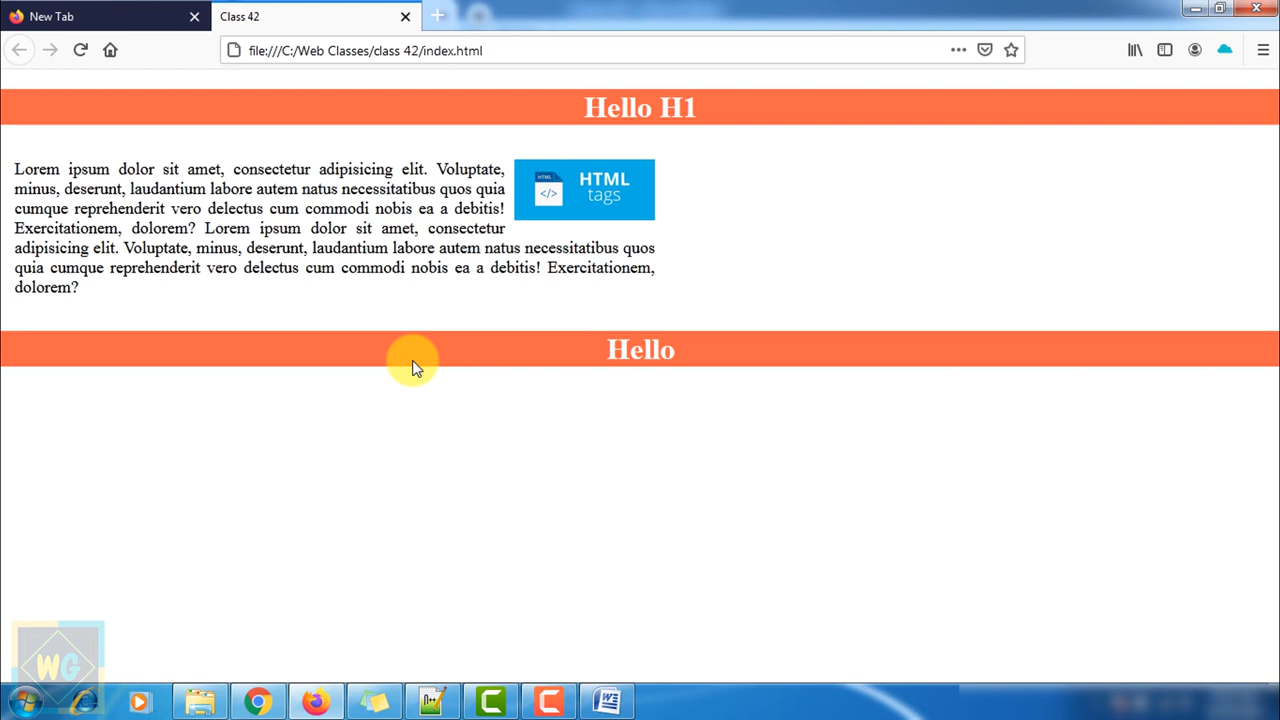 New Tab
Class 42
file:///C:/Web Classes/class 42/index.html
Hello H1
Lorem ipsum dolor sit amet, consectetur adipisicing elit. Voluptate,
minus, deserunt, laudantium labore autem natus necessitatibus quos quia
cumque reprehenderit vero delectus cum commodi nobis ea a debitis!
Exercitationem, dolorem? Lorem ipsum dolor sit amet, consectetur
adipisicing elit. Voluptate, minus, deserunt, laudantium labore autem natus necessitatibus quos
quia cumque reprehenderit vero delectus cum commodi nobis ea a debitis! Exercitationem,
dolorem?
HTML
</>
HTML
tags
Hello
WG